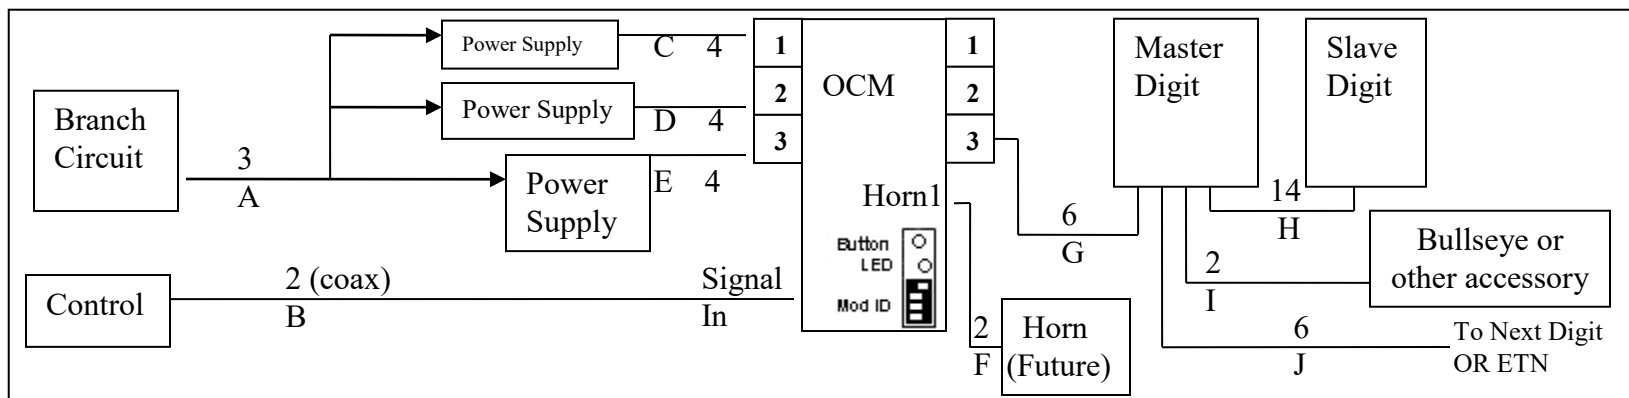 Branch
Circuit
3
A
Power Supply
C 4
Power Supply
D 4
Power
Supply
E 4
Control
2 (coax)
B
Signal
In
1
2
3
OCM
1
2
3
Horn1
Button
LED
Mod ID
2
F
Horn
(Future)
6
G
Master
Digit
Slave
Digit
14
H
2
I
Bullseye or
other accessory
6
J
To Next Digit
OR ETN